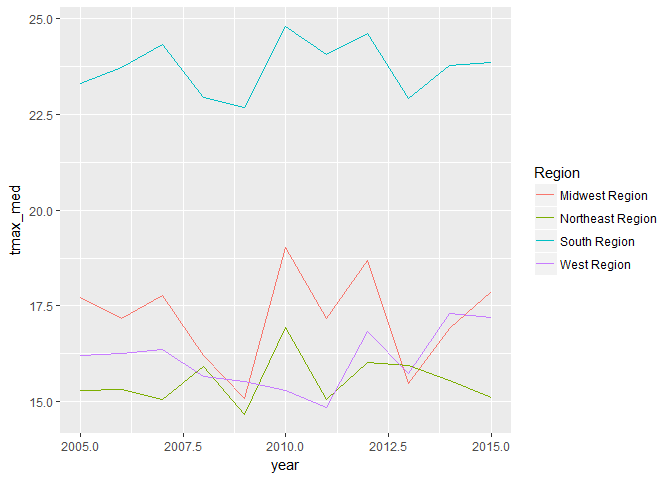 25.0
22.5
20.0
17.5
15.0
tmax_med
2005.0
2007.5
2010.0
2012.5
2015.0
year
Region
Midwest Region
Northeast Region
South Region
West Region